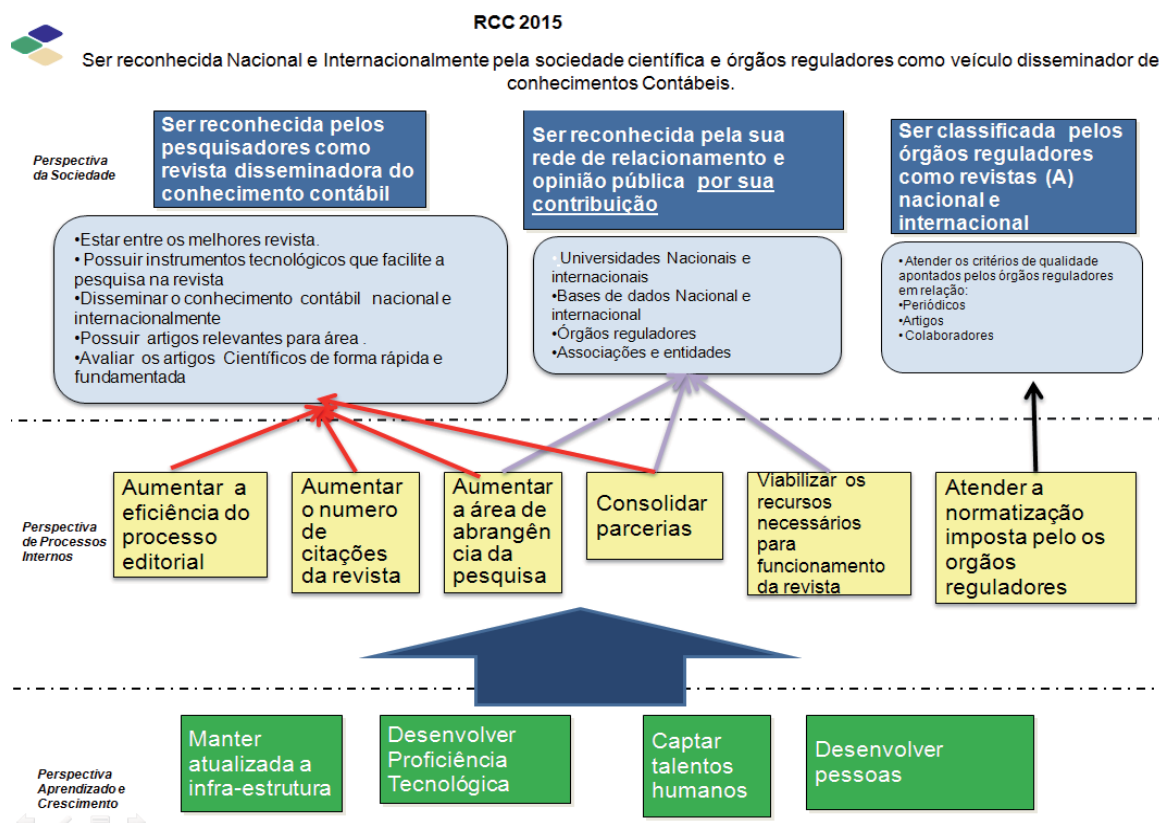 RCC 2015
Ser reconhecida Nacional e Internacionalmente pela sociedade científica e órgãos reguladores como veículo disseminador de
conhecimentos Contábeis.
Perspectiva
da Sociedade
Ser reconhecida pelos
pesquisadores como
revista disseminadora do
conhecimento contábil
Ser reconhecida pela sua
rede de relacionamento e
opinião pública por sua
contribuição
Ser classificada pelos
órgãos reguladores
como revistas (A)
nacional e
internacional
•Estar entre os melhores revista.
• Possuir instrumentos tecnológicos que facilite a
pesquisa na revista
•Disseminar o conhecimento contábil nacional e
internacionalmente
•Possuir artigos relevantes para área .
•Avaliar os artigos Científicos de forma rápida e
fundamentada
• Universidades Nacionais e
internacionais
•Bases de dados Nacional e
internacional
•Órgãos reguladores
•Associações e entidades
• Atender os critérios de qualidade
apontados pelos órgãos reguladores
em relação:
•Periódicos
•Artigos
• Colaboradores
Perspectiva
de Processos
Internos
Aumentar a
eficiência do
processo
editorial
Aumentar
o numero
de
citações
da revista
Aumentar
a área de
abrangên
cia da
pesquisa
Consolidar
parcerias
Viabilizar os
recursos
necessários
para
funcionamento
da revista
Atender a
normatização
imposta pelo os
orgãos
reguladores
Perspectiva
Aprendizado e
Crescimento
Manter
atualizada a
infra-estrutura
Desenvolver
Proficiência
Tecnológica
Captar
talentos
humanos
Desenvolver
pessoas